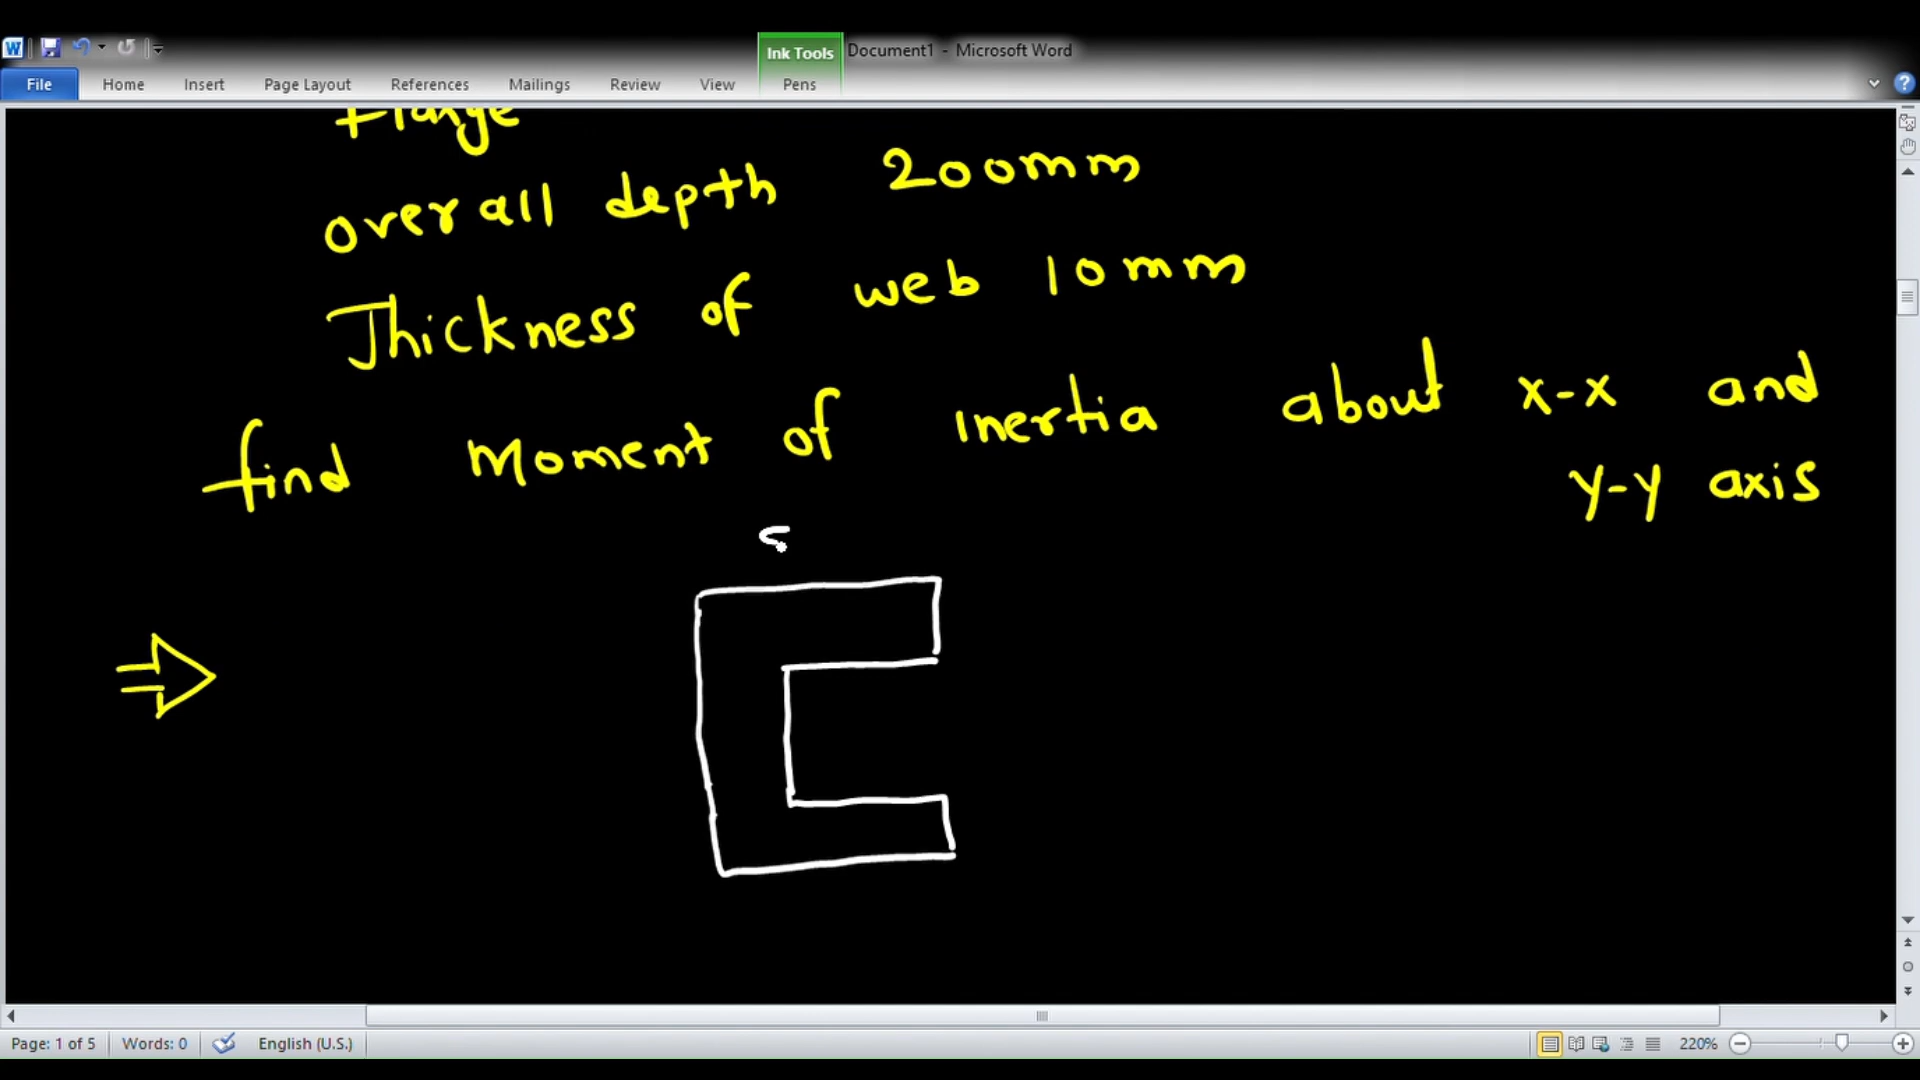 Ink Tools Document1 - Microsoft Word
File Home Insert Page Layout References Mailings Review View Pens
Flange
overall depth 200mm
Thickness of web 10mm
find Moment of Inertia about x-x and
y-y axis
Page: 1 of 5 Words: 0 English (U.S.) 220%